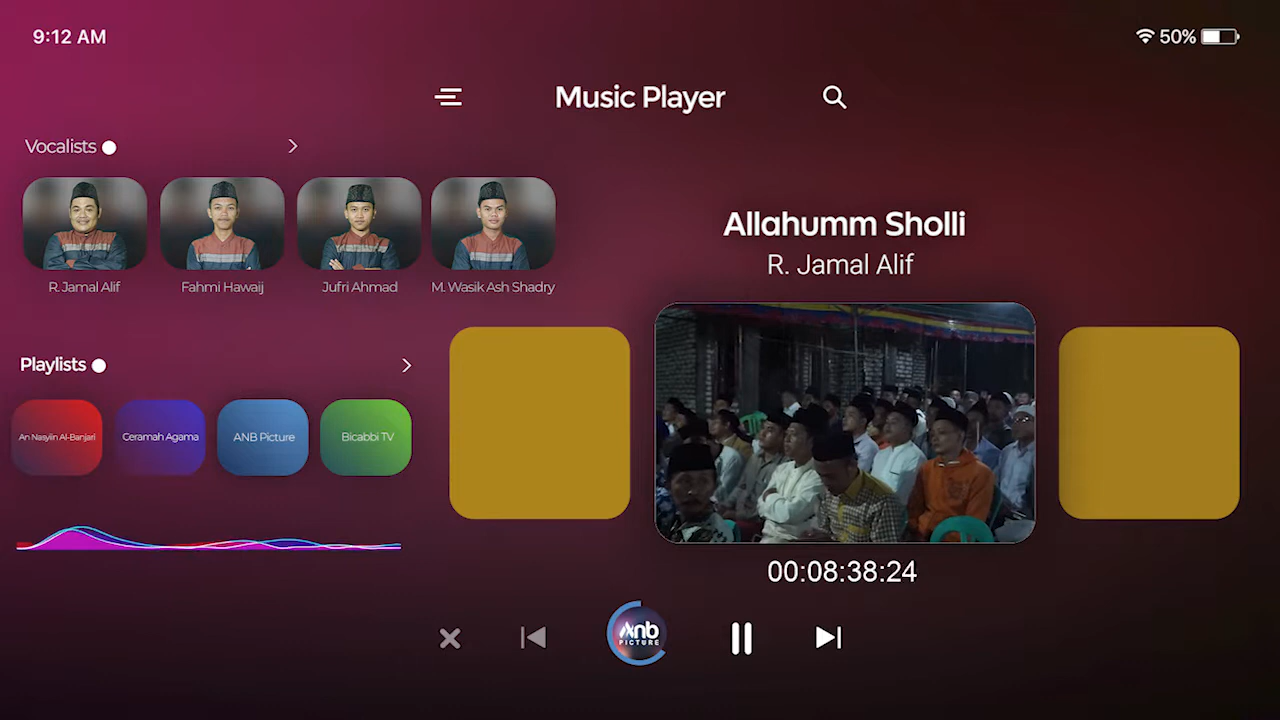 9:12 AM
50%
Music Player
Vocalists
R. Jamal Alif
Fahmi Hawaij
Jufri Ahmad
M. Wasik Ash Shadry
Allahumm Sholli
R. Jamal Alif
Playlists
An Nasyiin Al-Banjari
Ceramah Agama
ANB Picture
Bicabbi TV
00:08:38:24
Anb
PICTURE